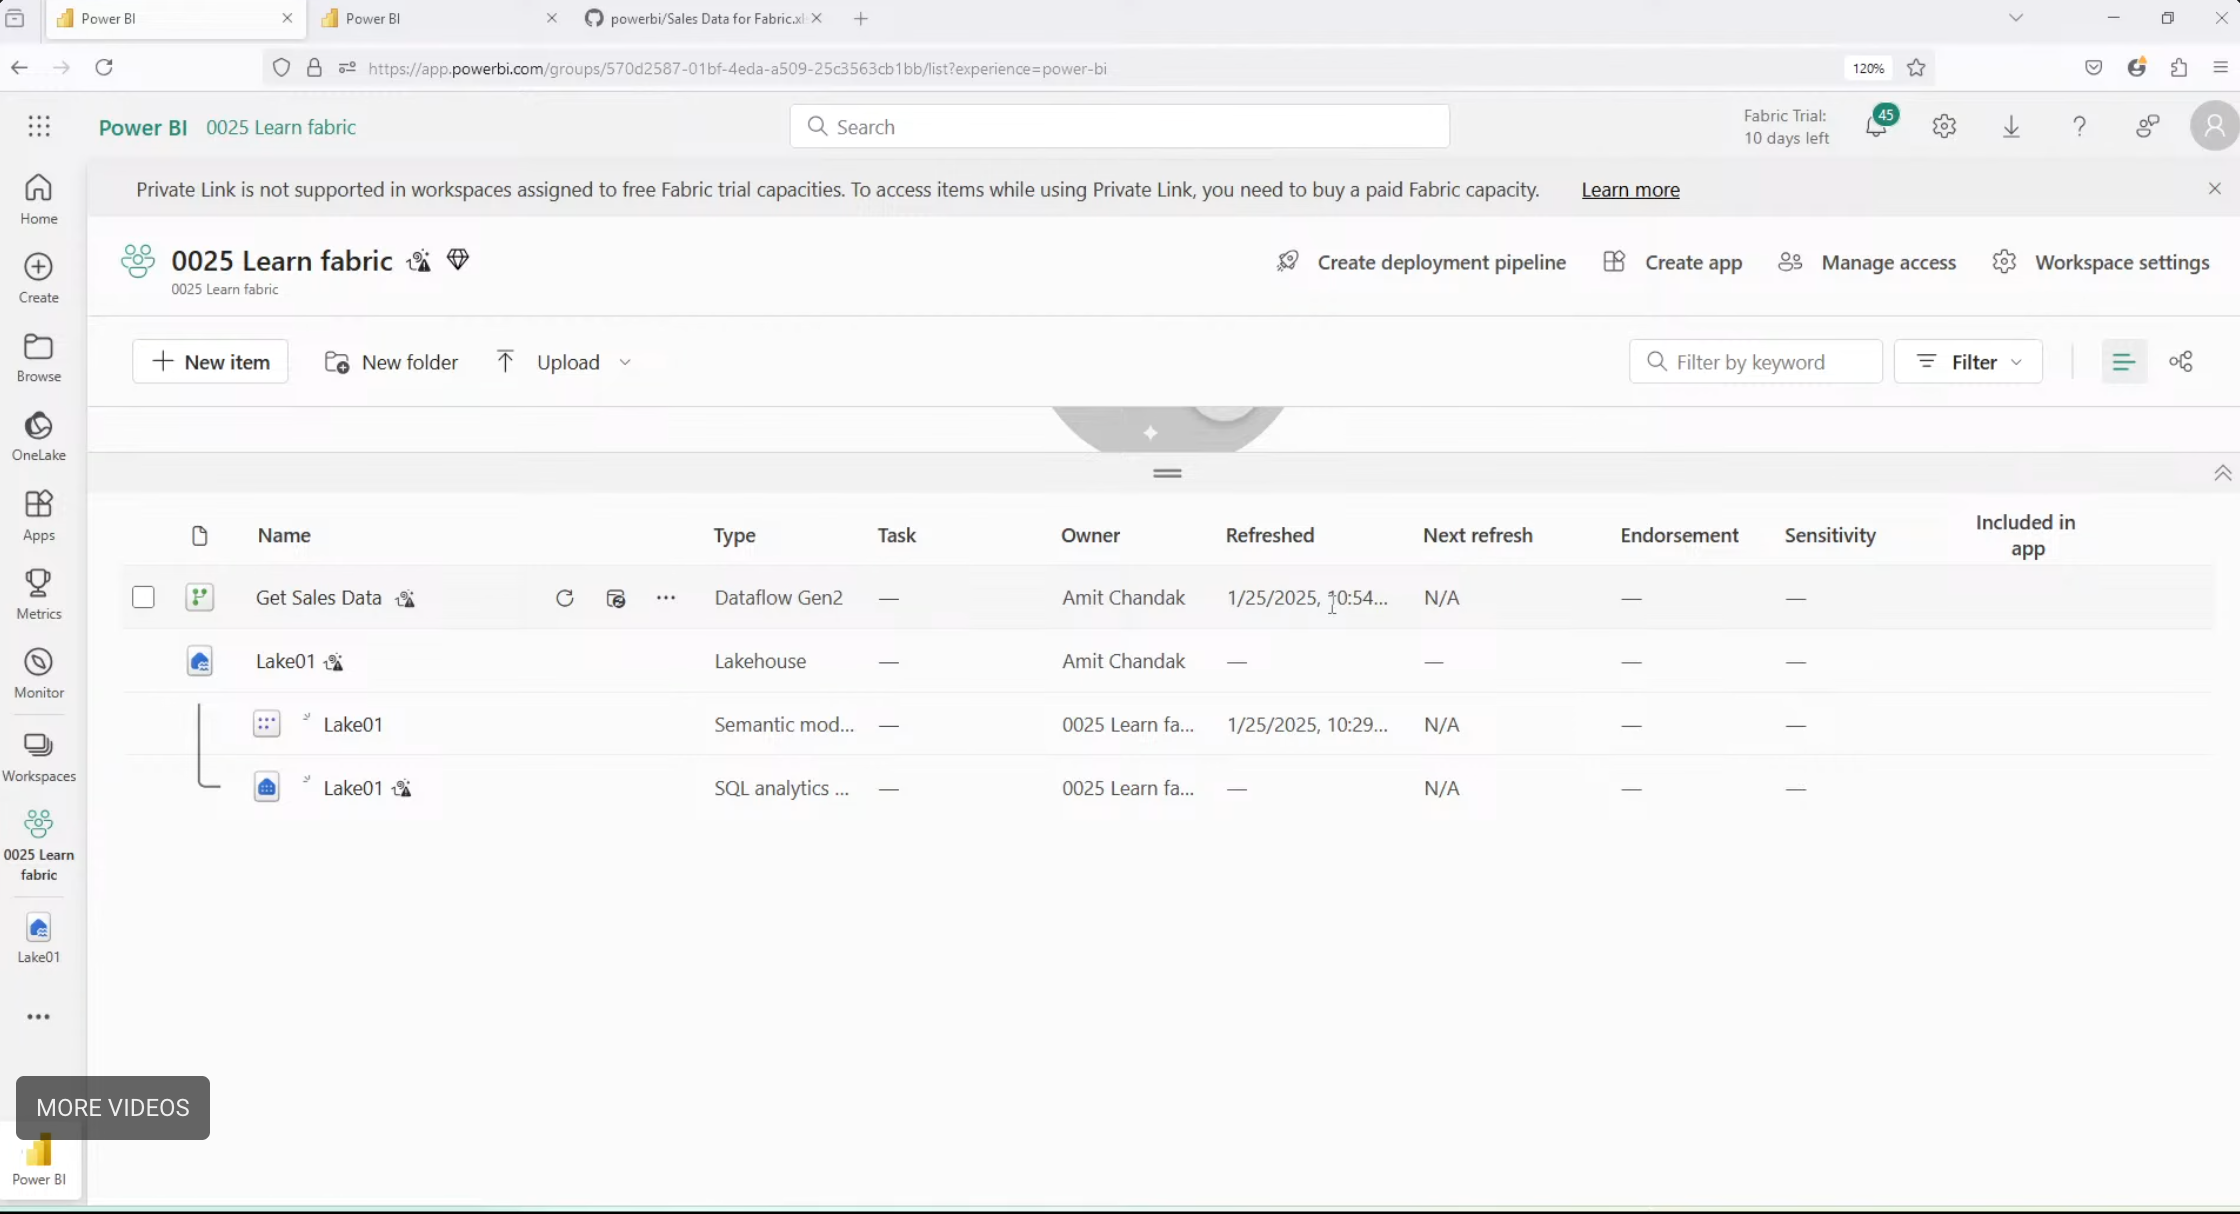 Power BI
Power BI
powerbi/Sales Data for Fabric.xl
https://app.powerbi.com/groups/570d2587-01bf-4eda-a509-25c3563cb1bb/list?experience=power-bi
120%
Power BI 0025 Learn fabric
Search
Fabric Trial:
10 days left
45
Private Link is not supported in workspaces assigned to free Fabric trial capacities. To access items while using Private Link, you need to buy a paid Fabric capacity. Learn more
Home
Create
Browse
OneLake
Apps
Metrics
Monitor
Workspaces
0025 Learn
fabric
Lake01
MORE VIDEOS
Power BI
0025 Learn fabric
0025 Learn fabric
Create deployment pipeline Create app Manage access Workspace settings
New item New folder Upload
Filter by keyword Filter
Name Type Task Owner Refreshed Next refresh Endorsement Sensitivity Included in
app
Get Sales Data Dataflow Gen2 — Amit Chandak 1/25/2025, 10:54... N/A — —
Lake01 Lakehouse — Amit Chandak — — — —
Lake01 Semantic mod... — 0025 Learn fa... 1/25/2025, 10:29... N/A — —
Lake01 SQL analytics ... — 0025 Learn fa... — N/A — —